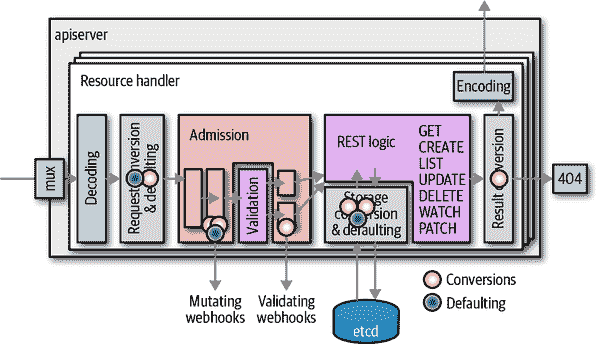 apiserver
Resource handler
Encoding
mux
Decoding
Request conversion
& defaulting
Admission
Validation
REST logic
GET
CREATE
LIST
UPDATE
DELETE
WATCH
PATCH
Storage
conversion
& defaulting
Result conversion
404
Mutating
webhooks
Validating
webhooks
etcd
Conversions
Defaulting